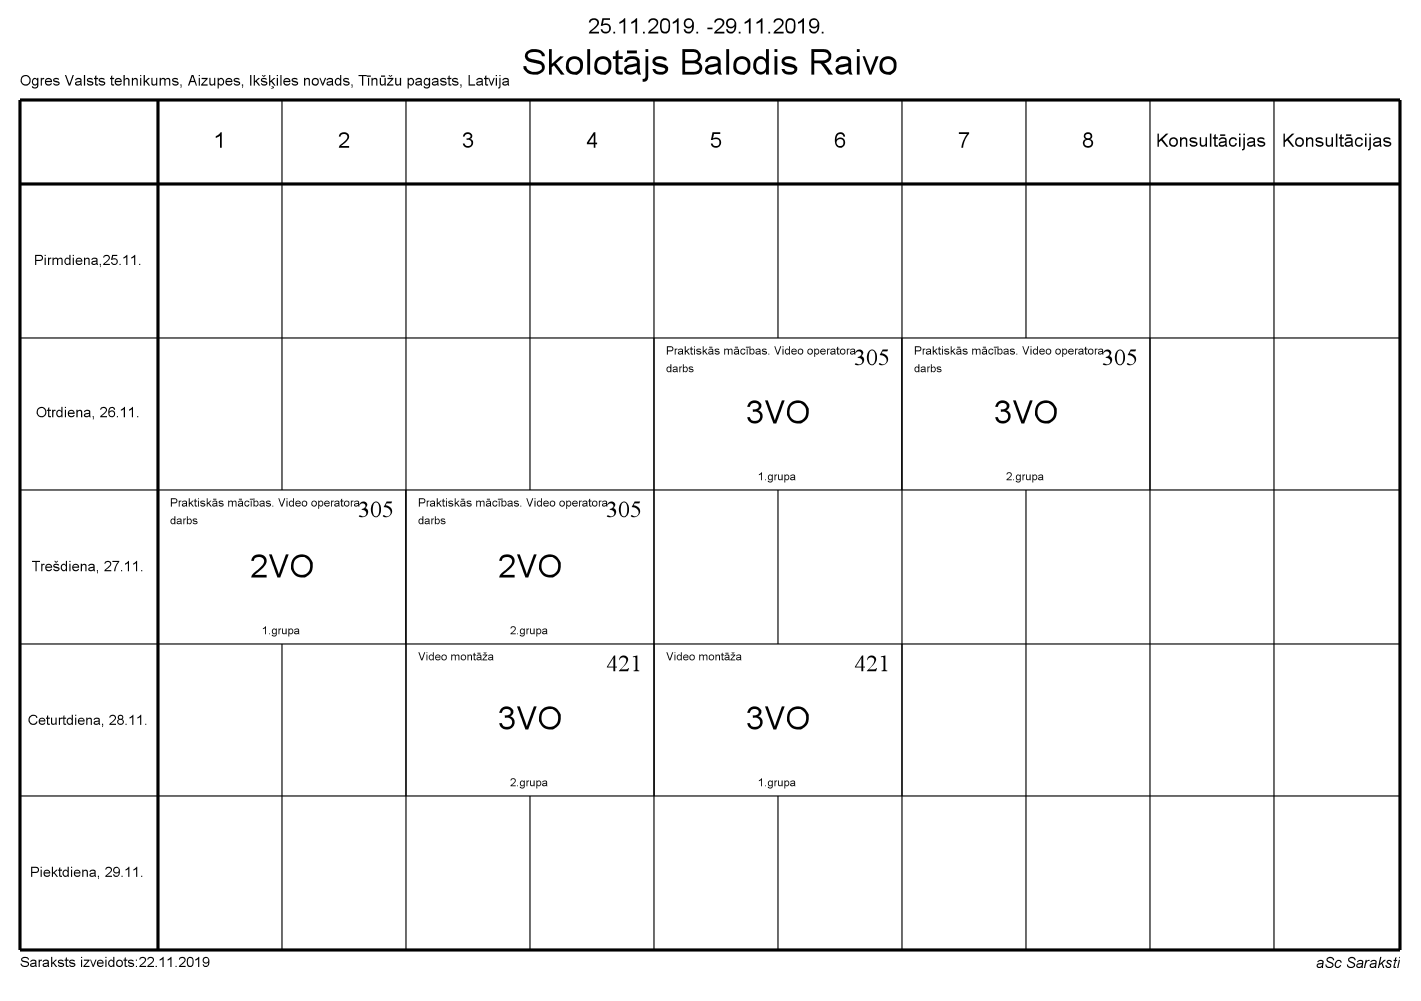 25.11.2019. -29.11.2019.
Skolotājs Balodis Raivo
Ogres Valsts tehnikums, Aizupes, Ikšķiles novads, Tīnūžu pagasts, Latvija
1 2 3 4 5 6 7 8 Konsultācijas Konsultācijas
Pirmdiena,25.11.
Otrdiena, 26.11.
Praktiskās mācības. Video operatora
darbs
305
3VO
1.grupa
Praktiskās mācības. Video operatora
darbs
305
3VO
2.grupa
Trešdiena, 27.11.
Praktiskās mācības. Video operatora
darbs
305
2VO
1.grupa
Praktiskās mācības. Video operatora
darbs
305
2VO
2.grupa
Ceturtdiena, 28.11.
Video montāža
421
3VO
2.grupa
Video montāža
421
3VO
1.grupa
Piektdiena, 29.11.
Saraksts izveidots:22.11.2019
aSc Saraksti